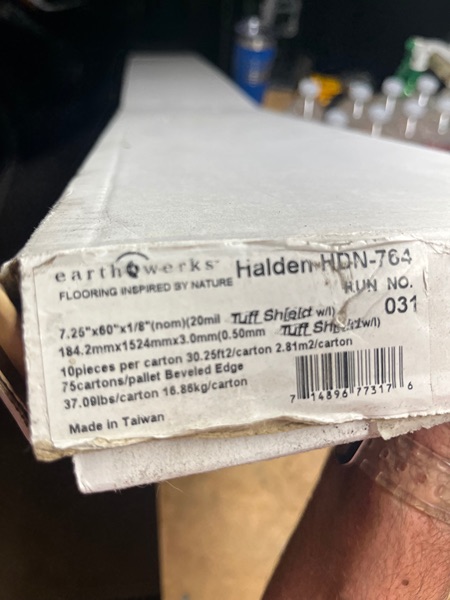 earthwerks™ Halden HDN-764
FLOORING INSPIRED BY NATURE
RUN NO.
031
7.25"x60"x1/8"(nom)(20mil Tuff Shield w/l)
184.2mmx1524mmx3.0mm(0.50mm Tuff Shield w/l)
10pieces per carton 30.25ft2/carton 2.81m2/carton
75cartons/pallet Beveled Edge
37.09lbs/carton 16.86kg/carton
Made in Taiwan
7 14896 77317 6